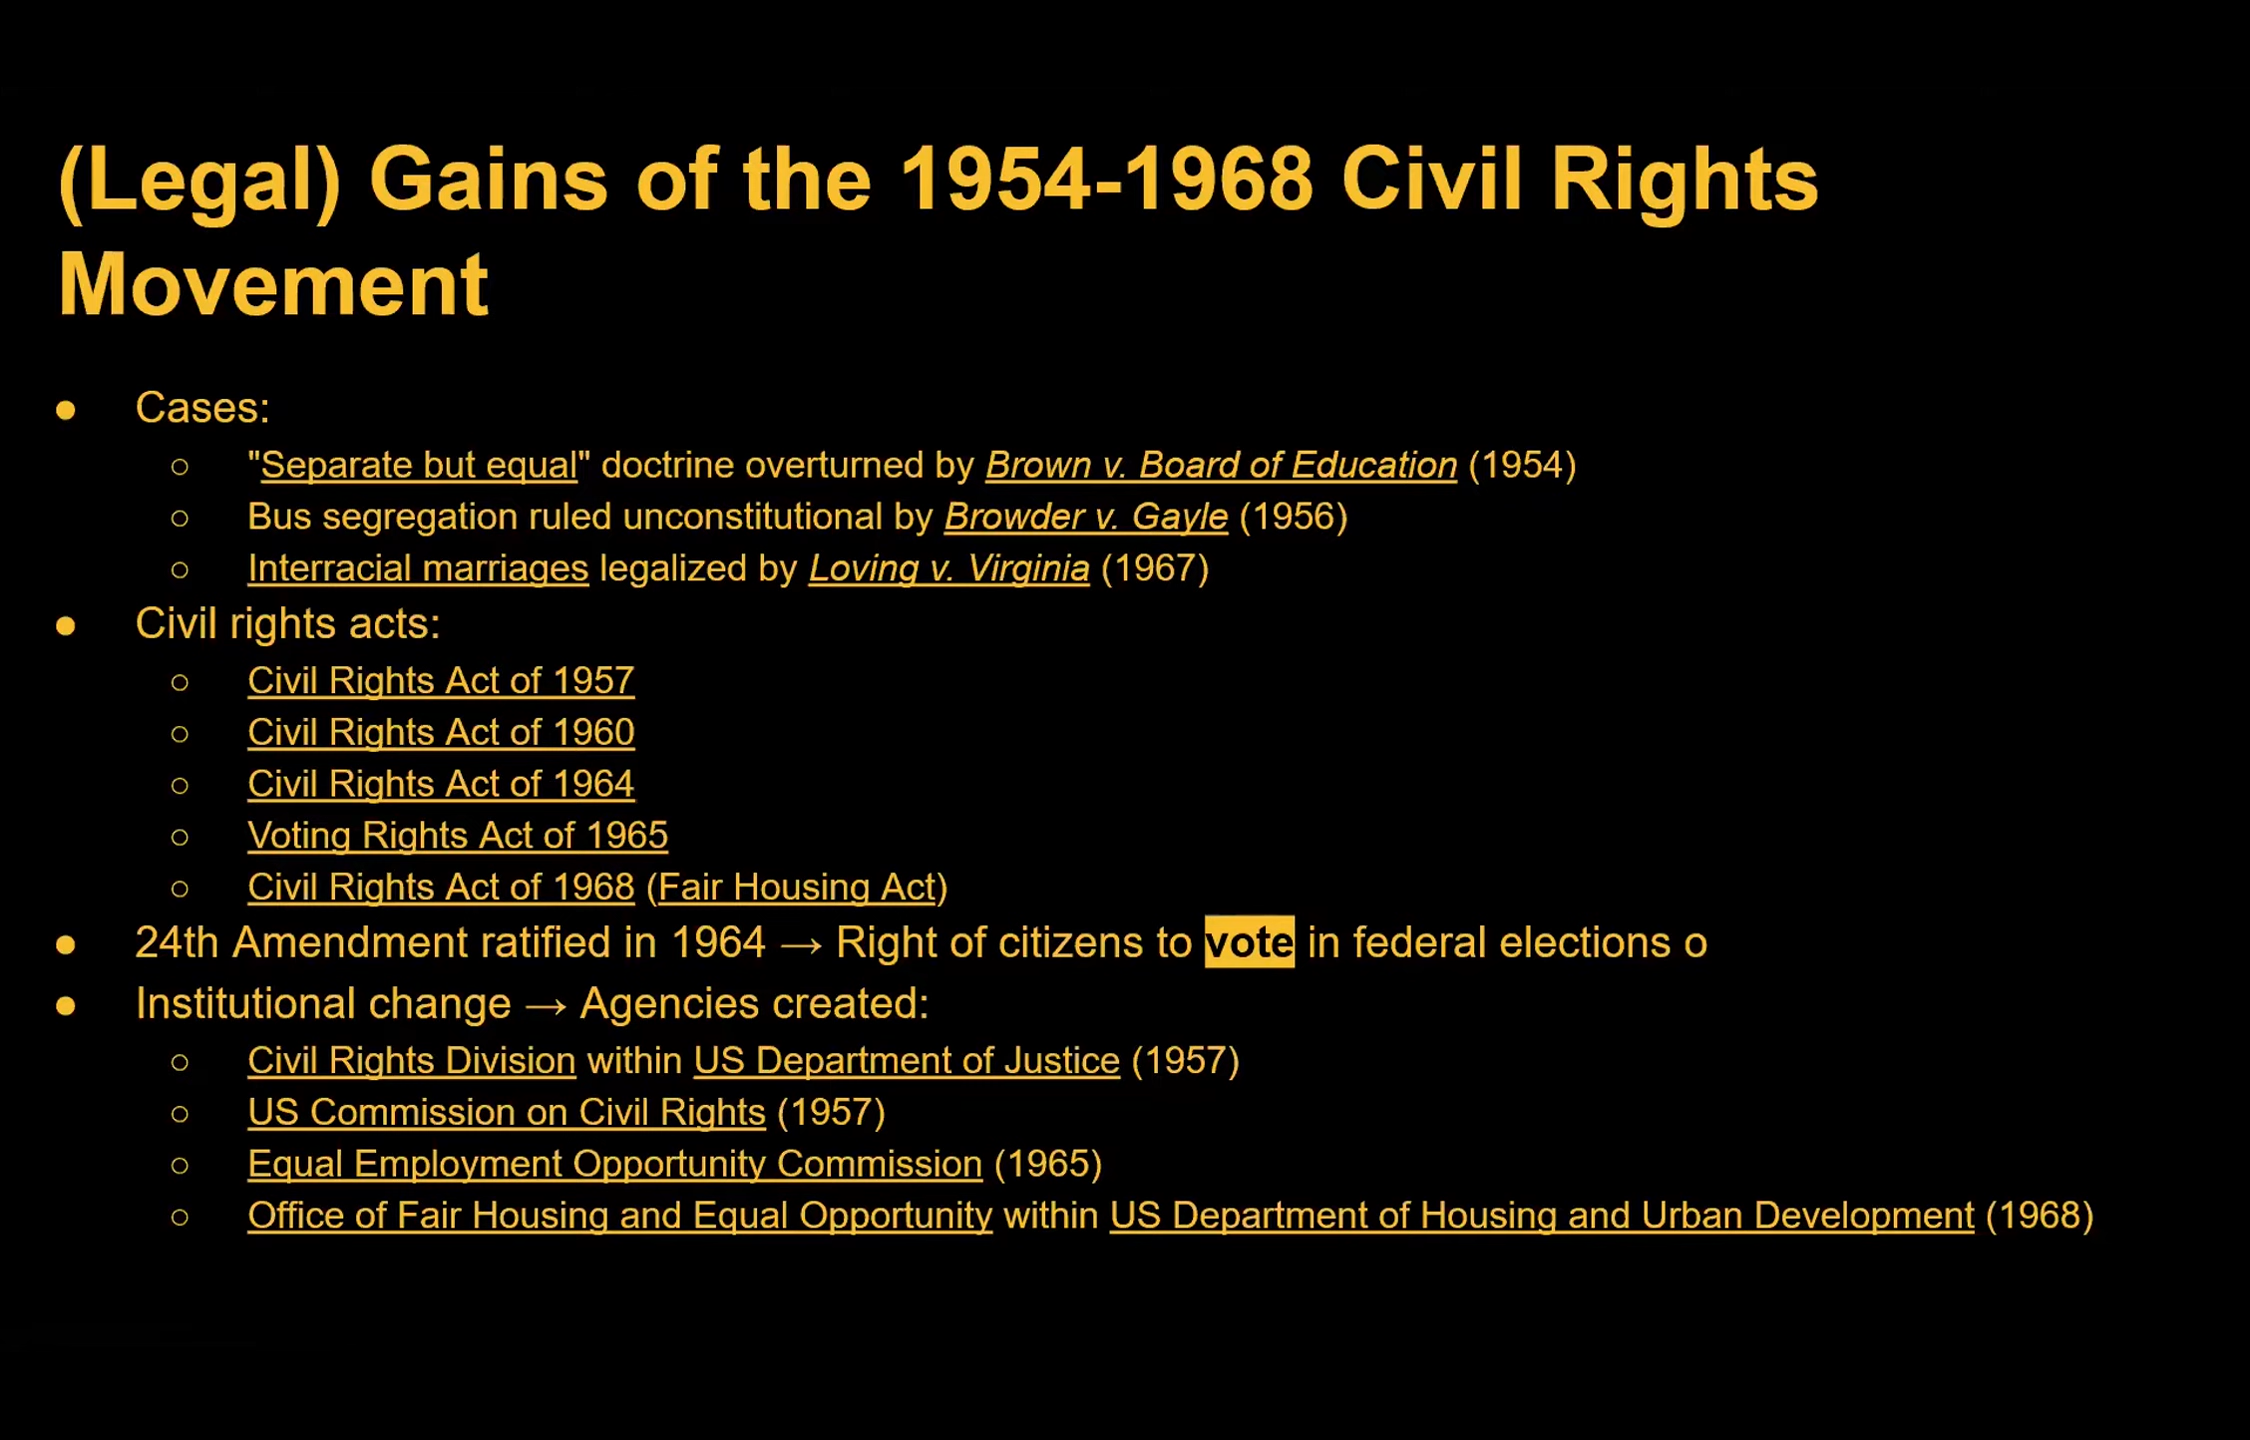 (Legal) Gains of the 1954-1968 Civil Rights
Movement
● Cases:
○ "Separate but equal" doctrine overturned by Brown v. Board of Education (1954)
○ Bus segregation ruled unconstitutional by Browder v. Gayle (1956)
○ Interracial marriages legalized by Loving v. Virginia (1967)
● Civil rights acts:
○ Civil Rights Act of 1957
○ Civil Rights Act of 1960
○ Civil Rights Act of 1964
○ Voting Rights Act of 1965
○ Civil Rights Act of 1968 (Fair Housing Act)
● 24th Amendment ratified in 1964 → Right of citizens to vote in federal elections o
● Institutional change → Agencies created:
○ Civil Rights Division within US Department of Justice (1957)
○ US Commission on Civil Rights (1957)
○ Equal Employment Opportunity Commission (1965)
○ Office of Fair Housing and Equal Opportunity within US Department of Housing and Urban Development (1968)